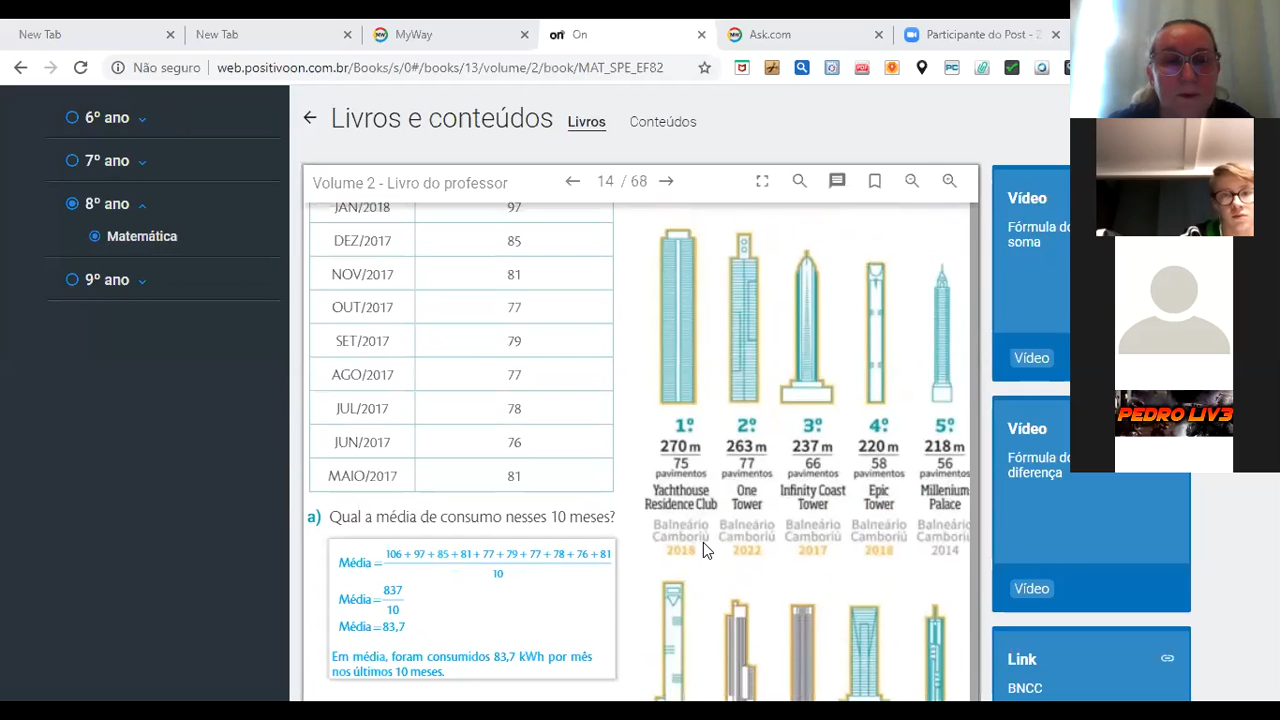 New Tab
New Tab
MyWay
On
Ask.com
Participante do Post - Z
Não seguro
web.positivoon.com.br/Books/s/0#/books/13/
me/2/book/MAT_SPE_EF82
6º ano
7º ano
8º ano
Matemática
9º ano
Livros e conteúdos
Livros
Conteúdos
Volume 2 - Livro do professor
14 / 68
JAN/2018 97
DEZ/2017 85
NOV/2017 81
OUT/2017 77
SET/2017 79
AGO/2017 77
JUL/2017 78
JUN/2017 76
MAIO/2017 81
a) Qual a média de consumo nesses 10 meses?
Média = 106 + 97 + 85 + 81 + 77 + 79 + 77 + 78 + 76 + 81
10
Média = 837
10
Média = 83,7
Em média, foram consumidos 83,7 kWh por mês
nos últimos 10 meses.
1º. 2º. 3º. 4º. 5º.
270 m 263 m 237 m 220 m 218 m
75 77 66 58 56
pavimentos pavimentos pavimentos pavimentos pavimentos
Yachthouse One Infinity Coast Epic Millenium
Residence Club Tower Tower Tower Palace
Balneário Balneário Balneário Balneário Balneário
Camboriú Camboriú Camboriú Camboriú Camboriú
2018 2022 2017 2018 2014
Vídeo
Fórmula do
soma
Vídeo
Vídeo
Fórmula do
diferença
Vídeo
Link
BNCC
PEDRO LIV3